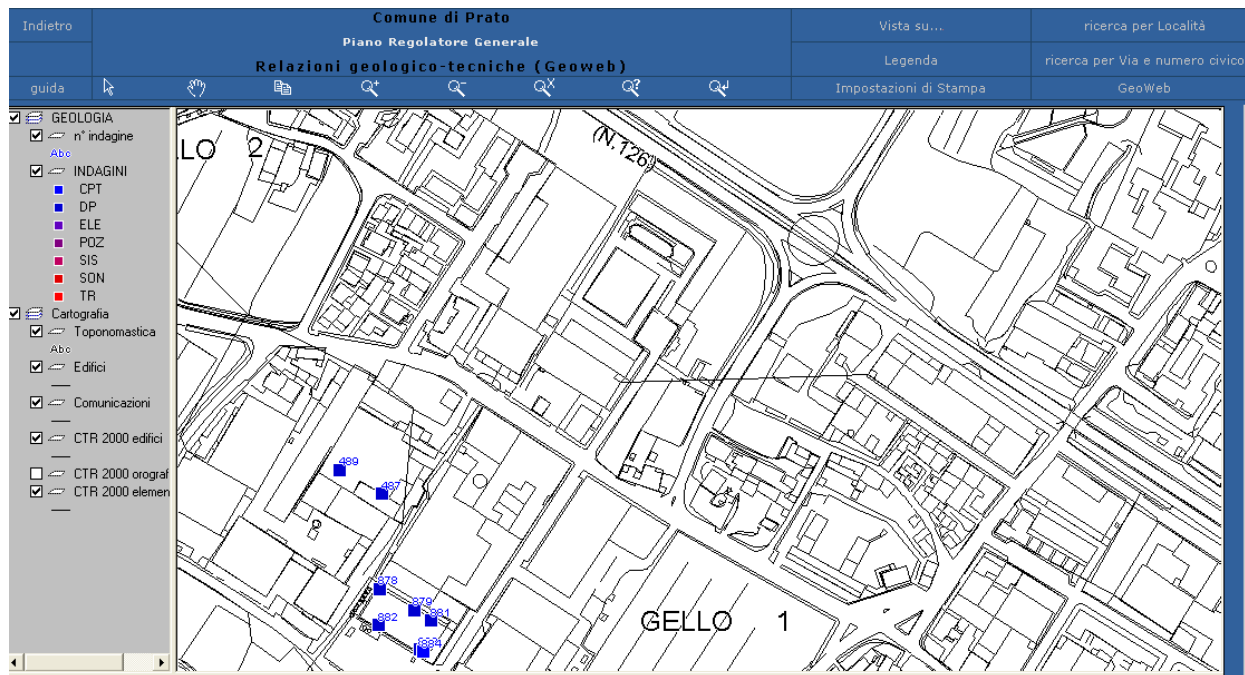 Indietro
Comune di Prato
Piano Regolatore Generale
Relazioni geologico-tecniche (Geoweb)
Vista su...
ricerca per Località
Legenda
ricerca per Via e numero civico
guida
Impostazioni di Stampa
GeoWeb
GEOLOGIA
n° indagine
Abc
INDAGINI
CPT
DP
ELE
POZ
SIS
SON
TR
Cartografia
Toponomastica
Abc
Edifici
Comunicazioni
CTR 2000 edifici
CTR 2000 orograf
CTR 2000 elemen
LLO 2
(N.126)
489
487
878
879
881
882
884
GELLO 1